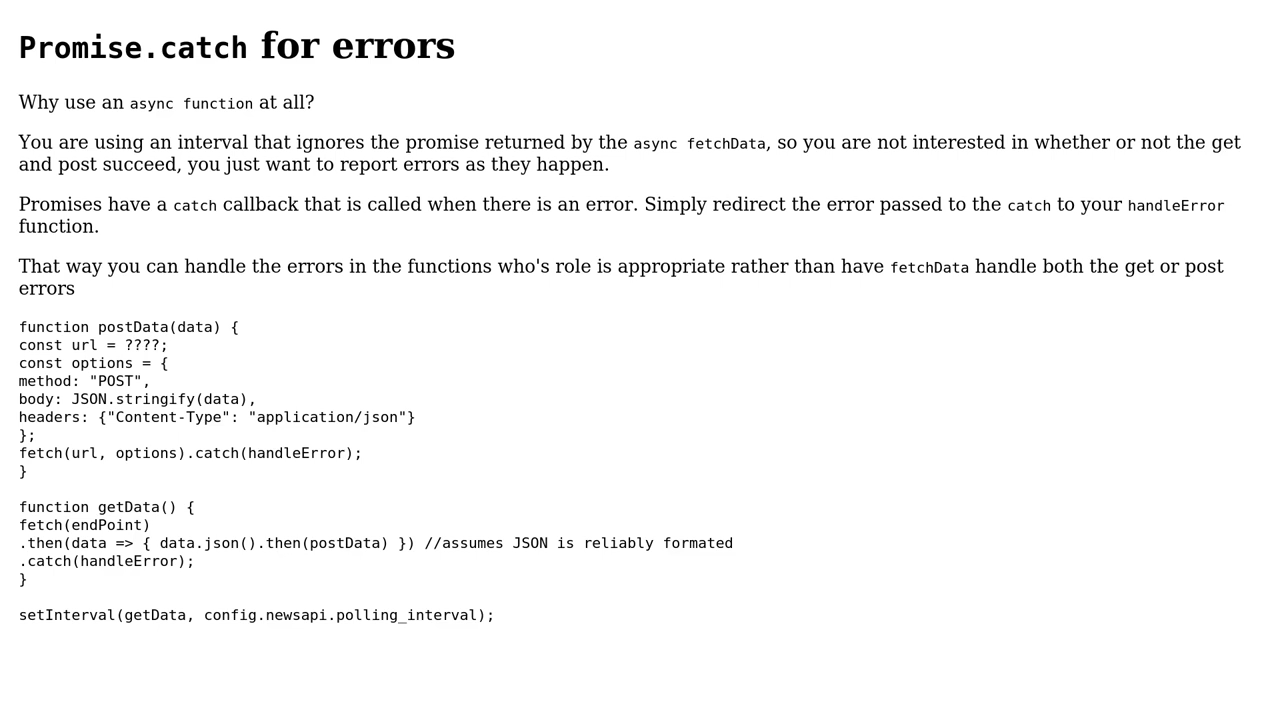 Promise.catch for errors
Why use an async function at all?
You are using an interval that ignores the promise returned by the async fetchData, so you are not interested in whether or not the get
and post succeed, you just want to report errors as they happen.
Promises have a catch callback that is called when there is an error. Simply redirect the error passed to the catch to your handleError
function.
That way you can handle the errors in the functions who's role is appropriate rather than have fetchData handle both the get or post
errors
function postData(data) {
const url = ????;
const options = {
method: "POST",
body: JSON.stringify(data),
headers: {"Content-Type": "application/json"}
};
fetch(url, options).catch(handleError);
}
function getData() {
fetch(endPoint)
.then(data => { data.json().then(postData) }) //assumes JSON is reliably formated
.catch(handleError);
}
setInterval(getData, config.newsapi.polling_interval);